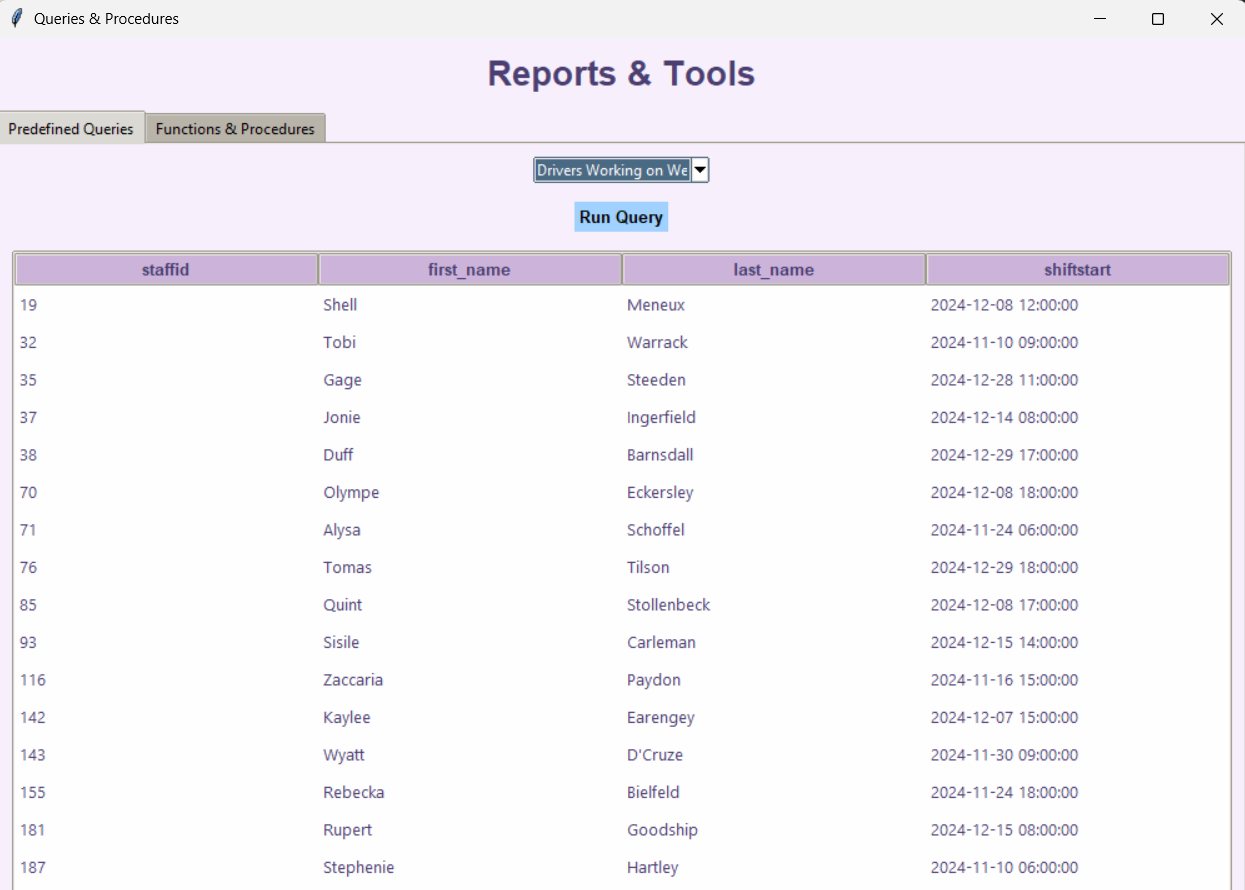 Queries & Procedures
Reports & Tools
Predefined Queries Functions & Procedures
Drivers Working on We
Run Query
staffid first_name last_name shiftstart
19 Shell Meneux 2024-12-08 12:00:00
32 Tobi Warrack 2024-11-10 09:00:00
35 Gage Steeden 2024-12-28 11:00:00
37 Jonie Ingerfield 2024-12-14 08:00:00
38 Duff Barnsdall 2024-12-29 17:00:00
70 Olympe Eckersley 2024-12-08 18:00:00
71 Alysa Schoffel 2024-11-24 06:00:00
76 Tomas Tilson 2024-12-29 18:00:00
85 Quint Stollenbeck 2024-12-08 17:00:00
93 Sisile Carleman 2024-12-15 14:00:00
116 Zaccaria Paydon 2024-11-16 15:00:00
142 Kaylee Earengey 2024-12-07 15:00:00
143 Wyatt D'Cruze 2024-11-30 09:00:00
155 Rebecka Bielfeld 2024-11-24 18:00:00
181 Rupert Goodship 2024-12-15 08:00:00
187 Stephenie Hartley 2024-11-10 06:00:00